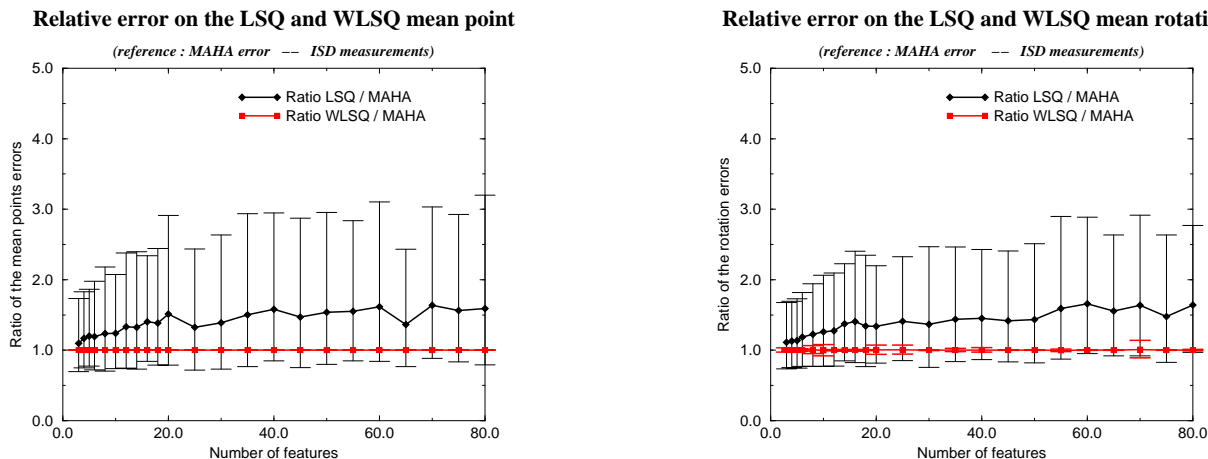 Relative error on the LSQ and WLSQ mean point
(reference : MAHA error −− ISD measurements)
5.0
4.0
3.0
2.0
1.0
0.0
Ratio of the mean points errors
Ratio LSQ / MAHA
Ratio WLSQ / MAHA
0.0 20.0 40.0 60.0 80.0
Number of features
Relative error on the LSQ and WLSQ mean rotati
(reference : MAHA error −− ISD measurements)
5.0
4.0
3.0
2.0
1.0
0.0
Ratio of the rotation errors
Ratio LSQ / MAHA
Ratio WLSQ / MAHA
0.0 20.0 40.0 60.0 80.0
Number of features